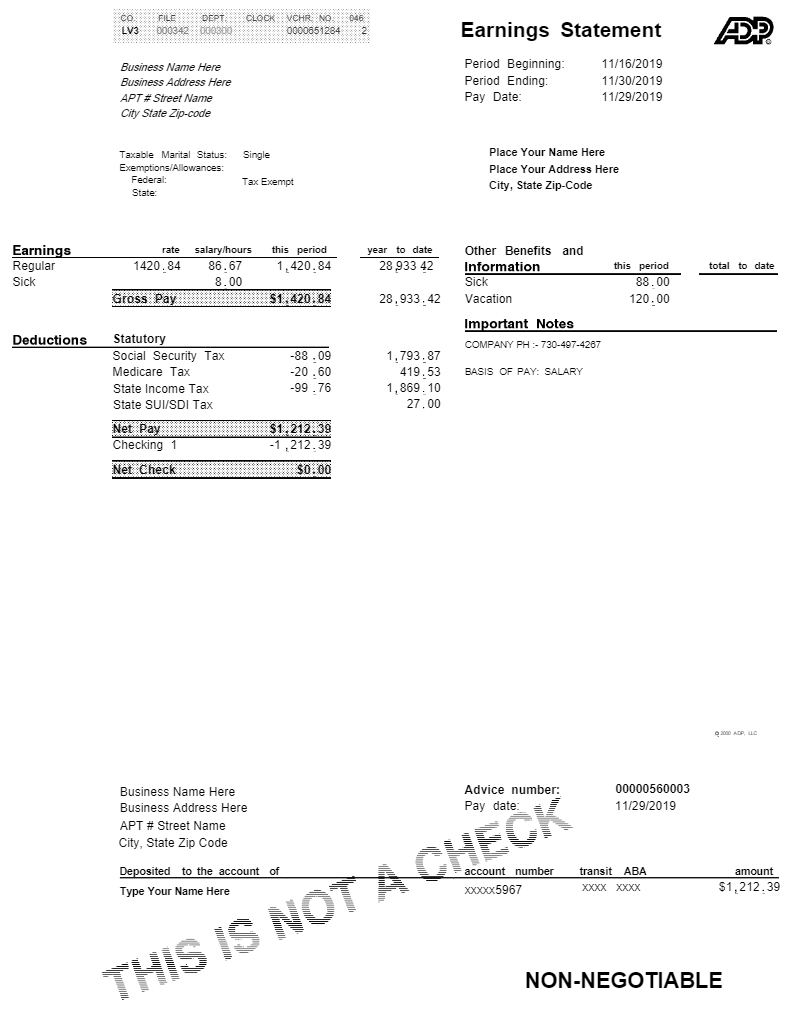 CO. FILE DEPT. CLOCK VCHR. NO. 046
LV3 000342 000300 0000651284 2
Earnings Statement
ADP
Business Name Here
Business Address Here
APT # Street Name
City State Zip-code
Period Beginning: 11/16/2019
Period Ending: 11/30/2019
Pay Date: 11/29/2019
Taxable Marital Status: Single
Exemptions/Allowances:
Federal: Tax Exempt
State:
Place Your Name Here
Place Your Address Here
City, State Zip-Code
Earnings rate salary/hours this period year to date
Regular 1420.84 86.67 1,420.84 28,933 42
Sick 8.00
Gross Pay $1,420.84 28,933.42
Other Benefits and
Information this period total to date
Sick 88.00
Vacation 120.00
Important Notes
COMPANY PH :- 730-497-4267
BASIS OF PAY: SALARY
Deductions Statutory
Social Security Tax -88 .09 1,793.87
Medicare Tax -20 .60 419.53
State Income Tax -99 .76 1,869.10
State SUI/SDI Tax 27.00
Net Pay $1,212.39
Checking 1 -1,212.39
Net Check $0.00
© 2000 ADP, LLC
Business Name Here
Business Address Here
APT # Street Name
City, State Zip Code
Advice number: 00000560003
Pay date: 11/29/2019
Deposited to the account of account number transit ABA amount
Type Your Name Here xxxxx5967 XXXX XXXX $1,212.39
THIS IS NOT A CHECK
NON-NEGOTIABLE